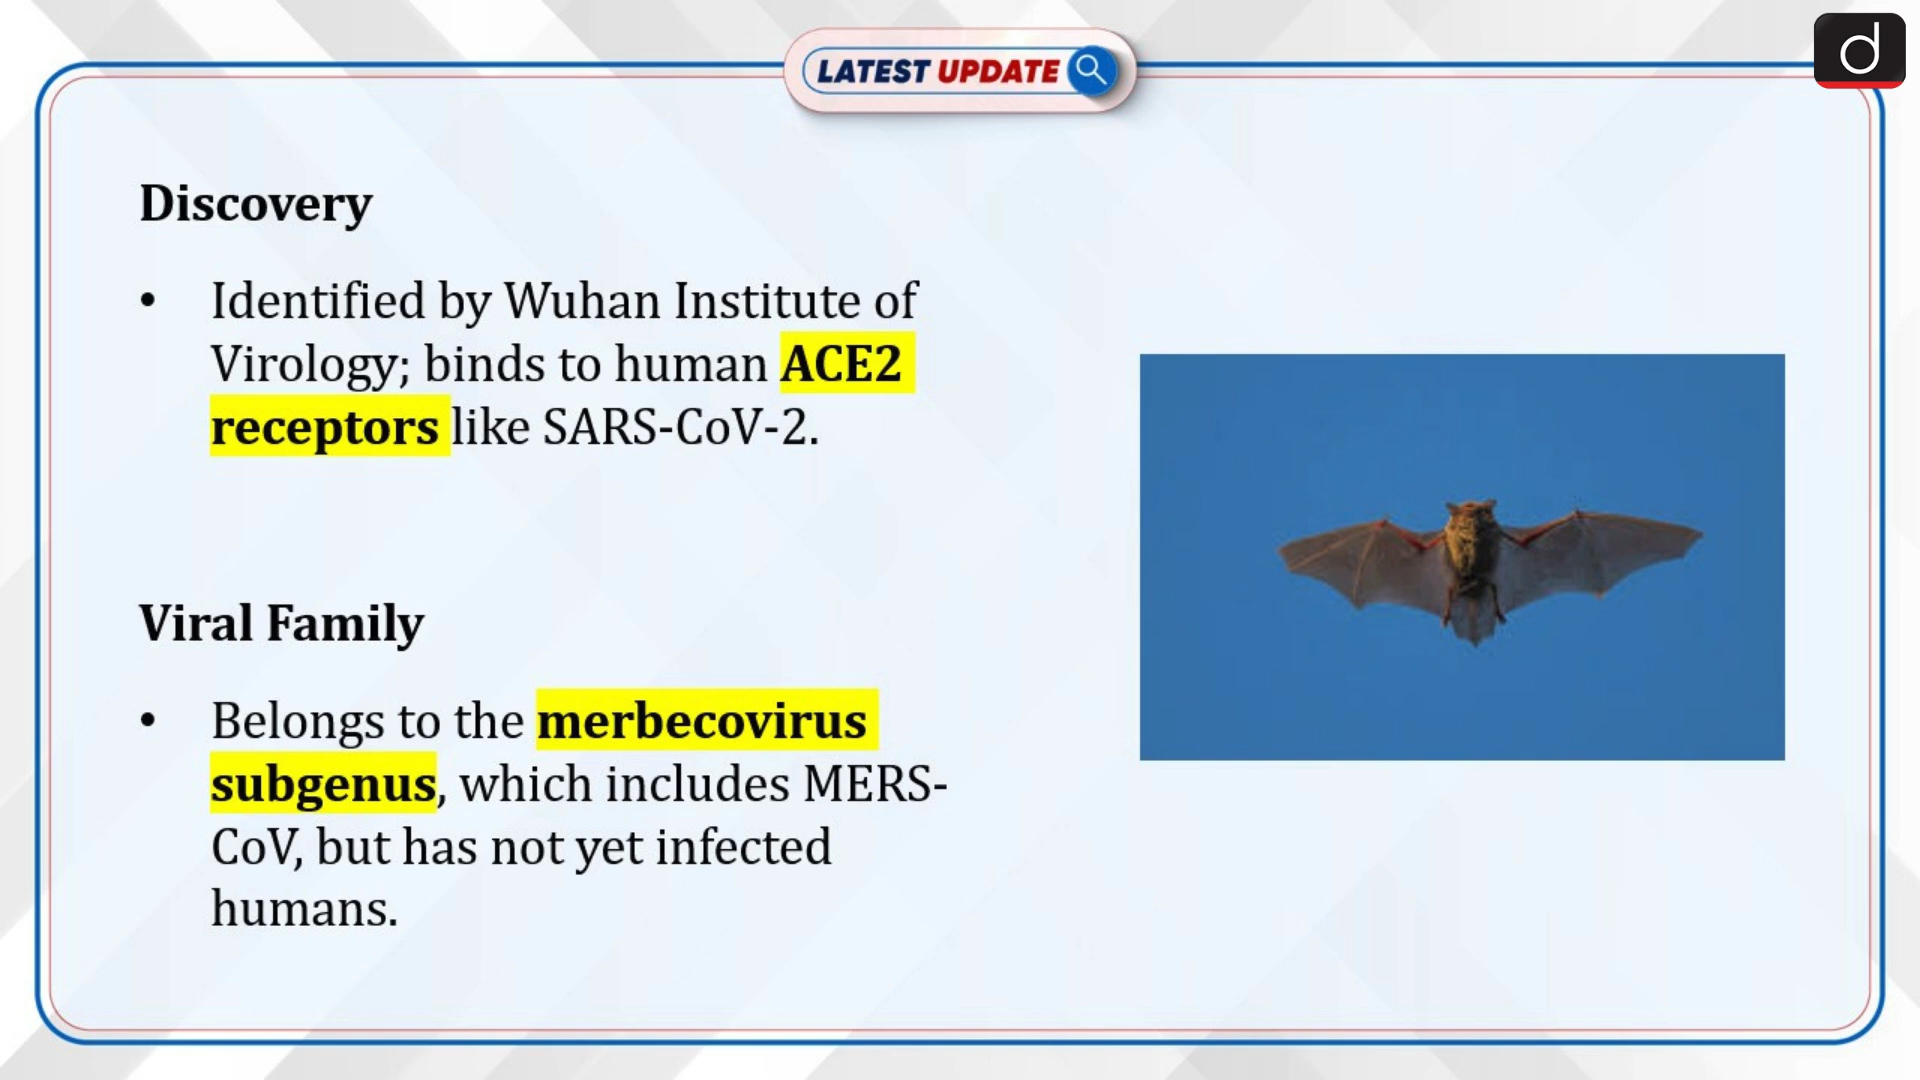 LATEST UPDATE
d
Discovery
• Identified by Wuhan Institute of
Virology; binds to human ACE2
receptors like SARS-CoV-2.
Viral Family
• Belongs to the merbecovirus
subgenus, which includes MERS-
CoV, but has not yet infected
humans.